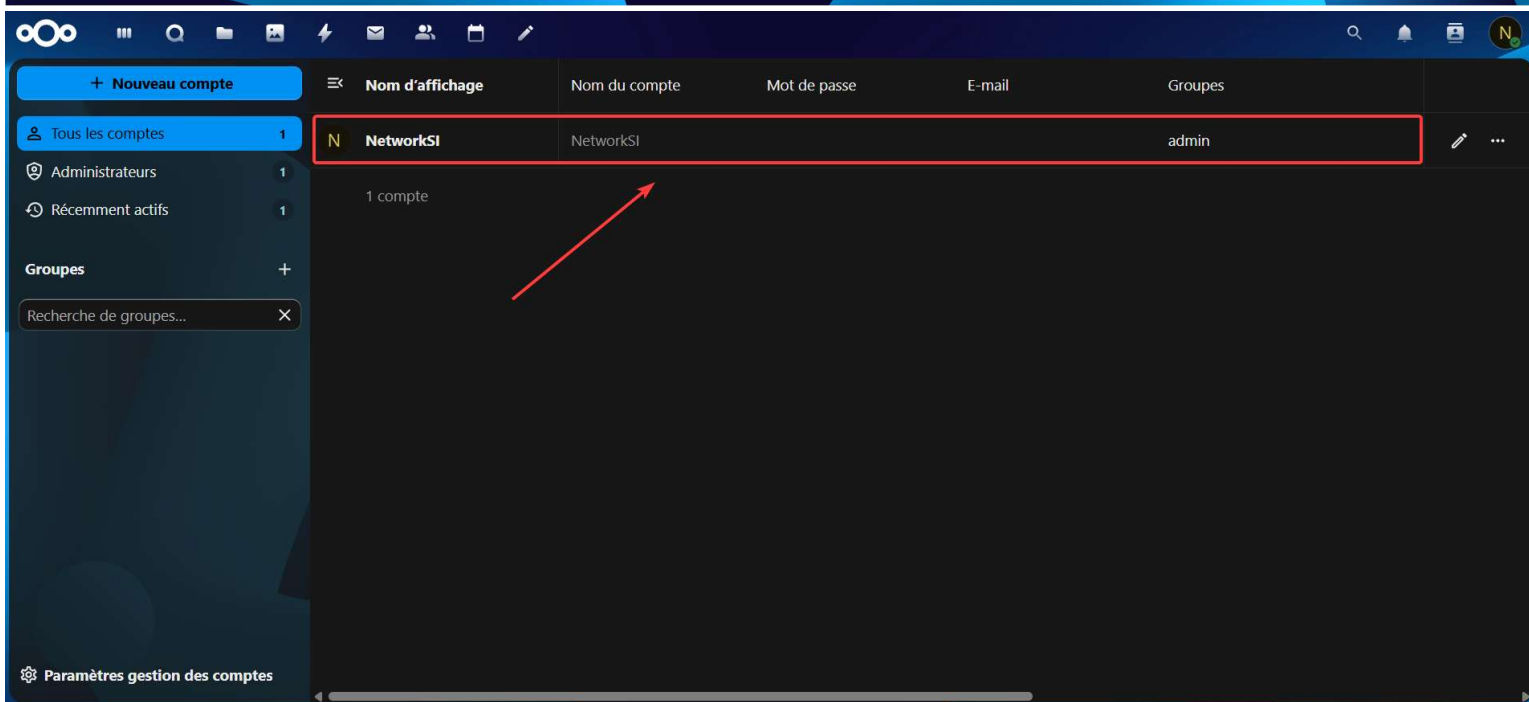 N
+ Nouveau compte
Nom d'affichage Nom du compte Mot de passe E-mail Groupes
Tous les comptes 1
N NetworkSI NetworkSI admin
Administrateurs 1
Récemment actifs 1
1 compte
Groupes +
Recherche de groupes...
Paramètres gestion des comptes